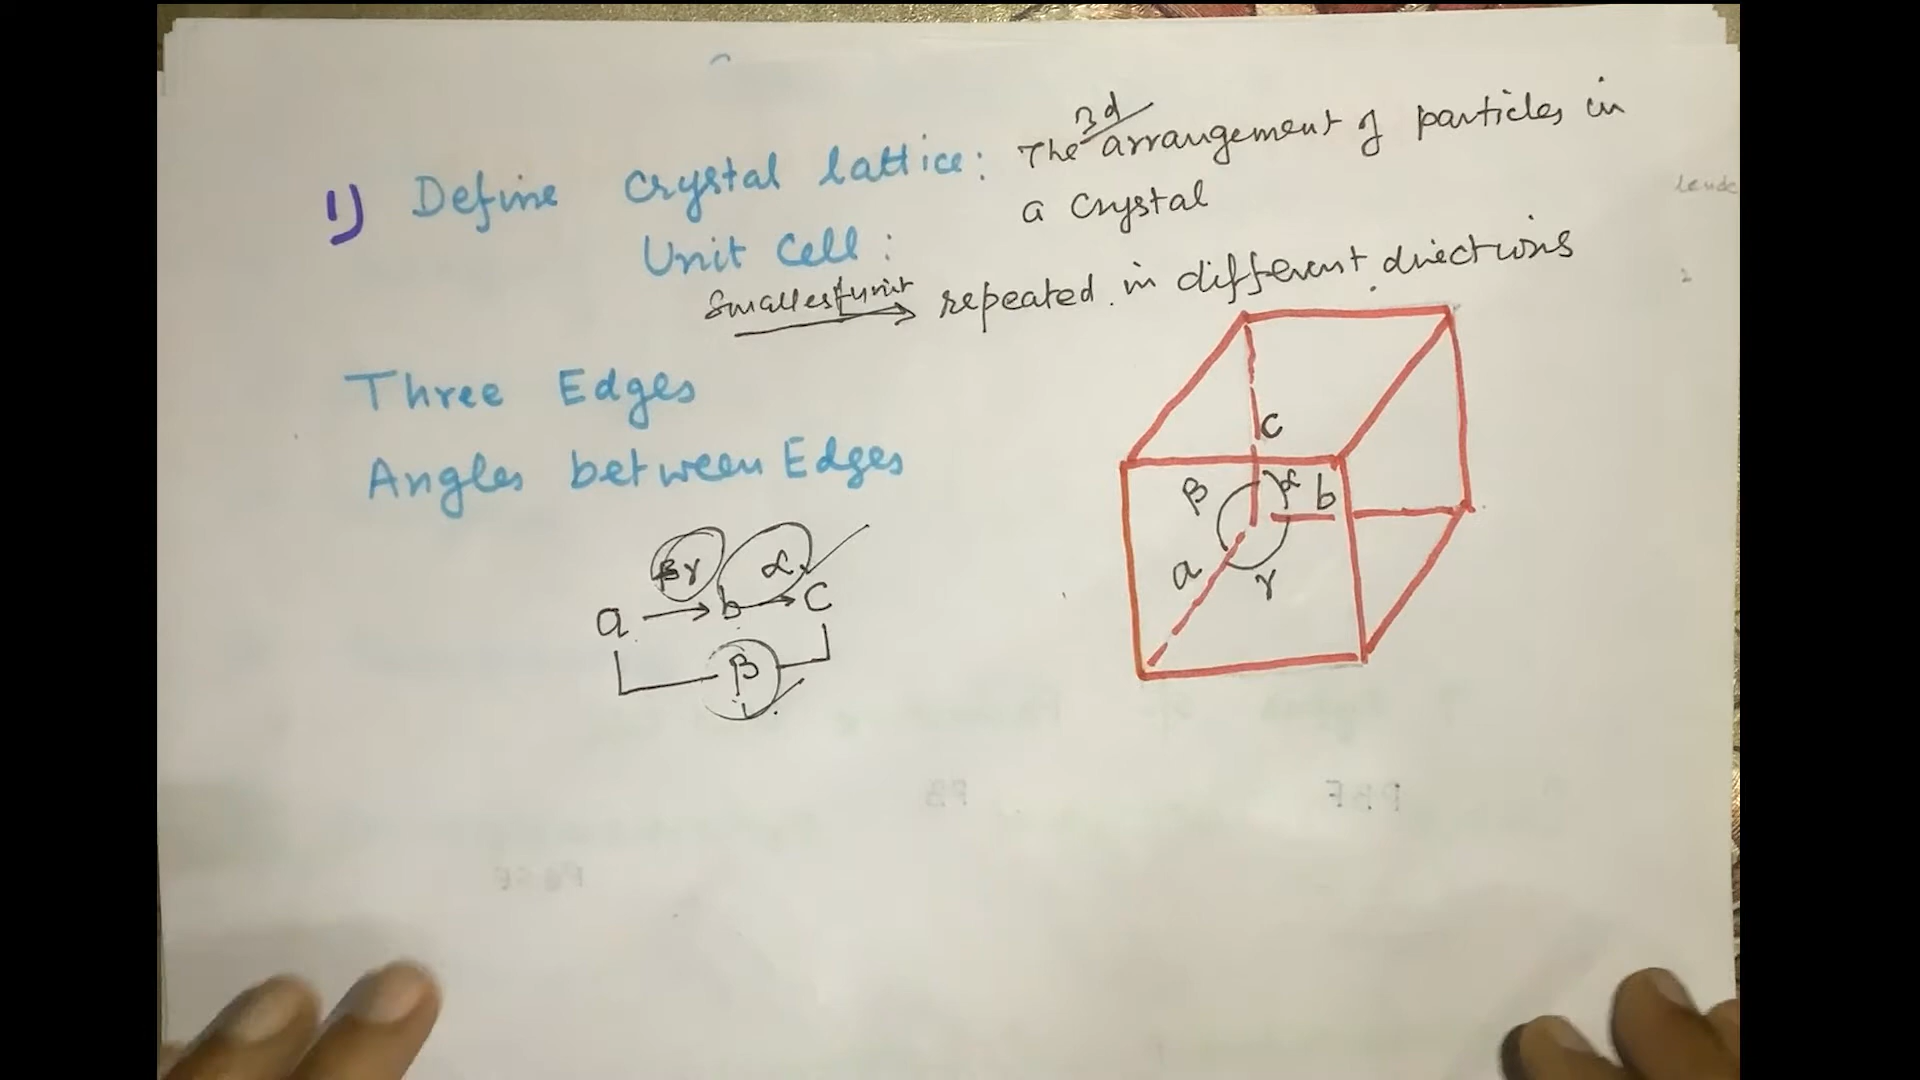 3d
1) Define Crystal lattice: The arrangement of particles in
a Crystal
Unit Cell:
Smallest unit → repeated in different directions
Three Edges
Angles between Edges
γ α
a → b → c
β
c
β α b
a γ